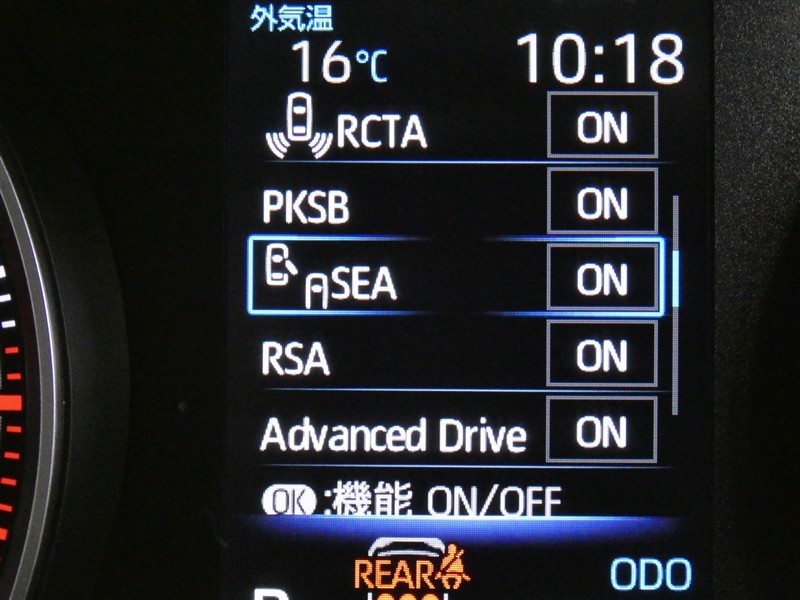 外気温
16℃ 10:18
RCTA ON
PKSB ON
SEA ON
RSA ON
Advanced Drive ON
OK:機能 ON/OFF
REAR
ODO